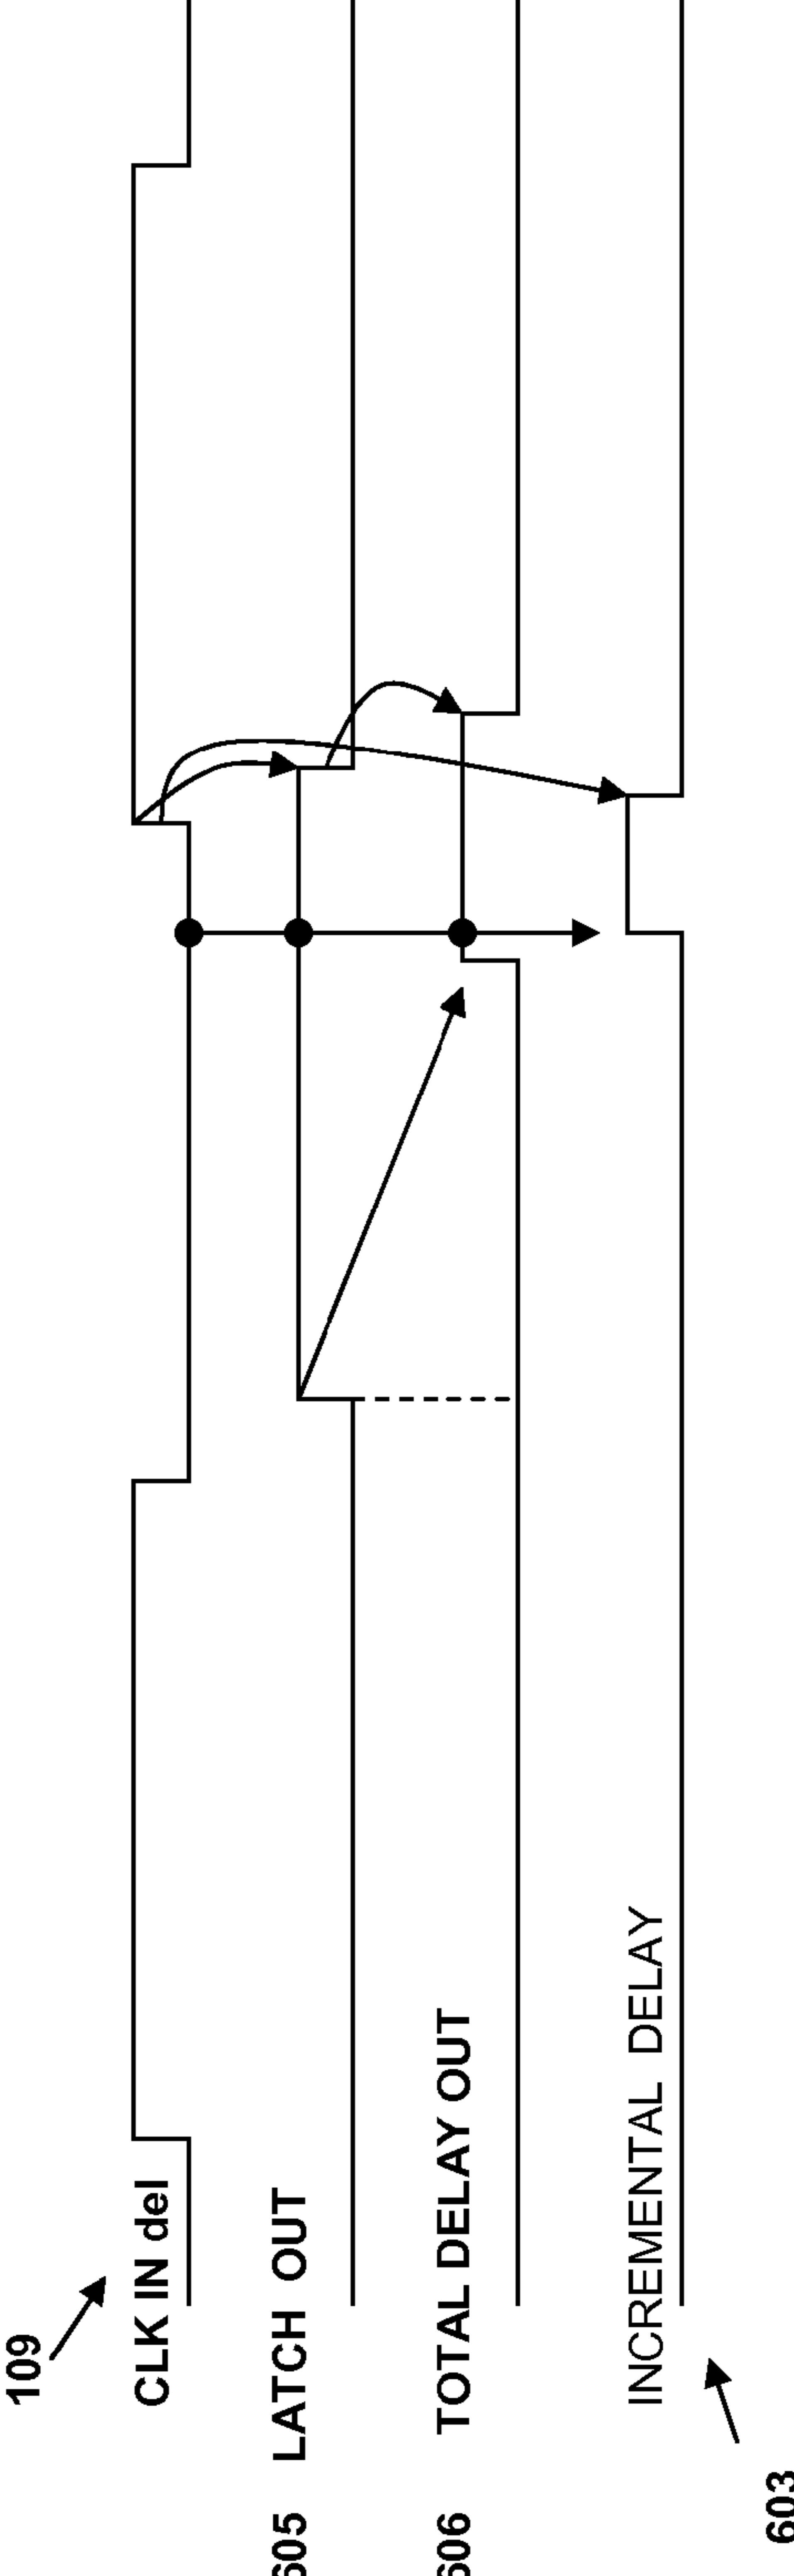 109
CLK IN del
605 LATCH OUT
606 TOTAL DELAY OUT
INCREMENTAL DELAY
603